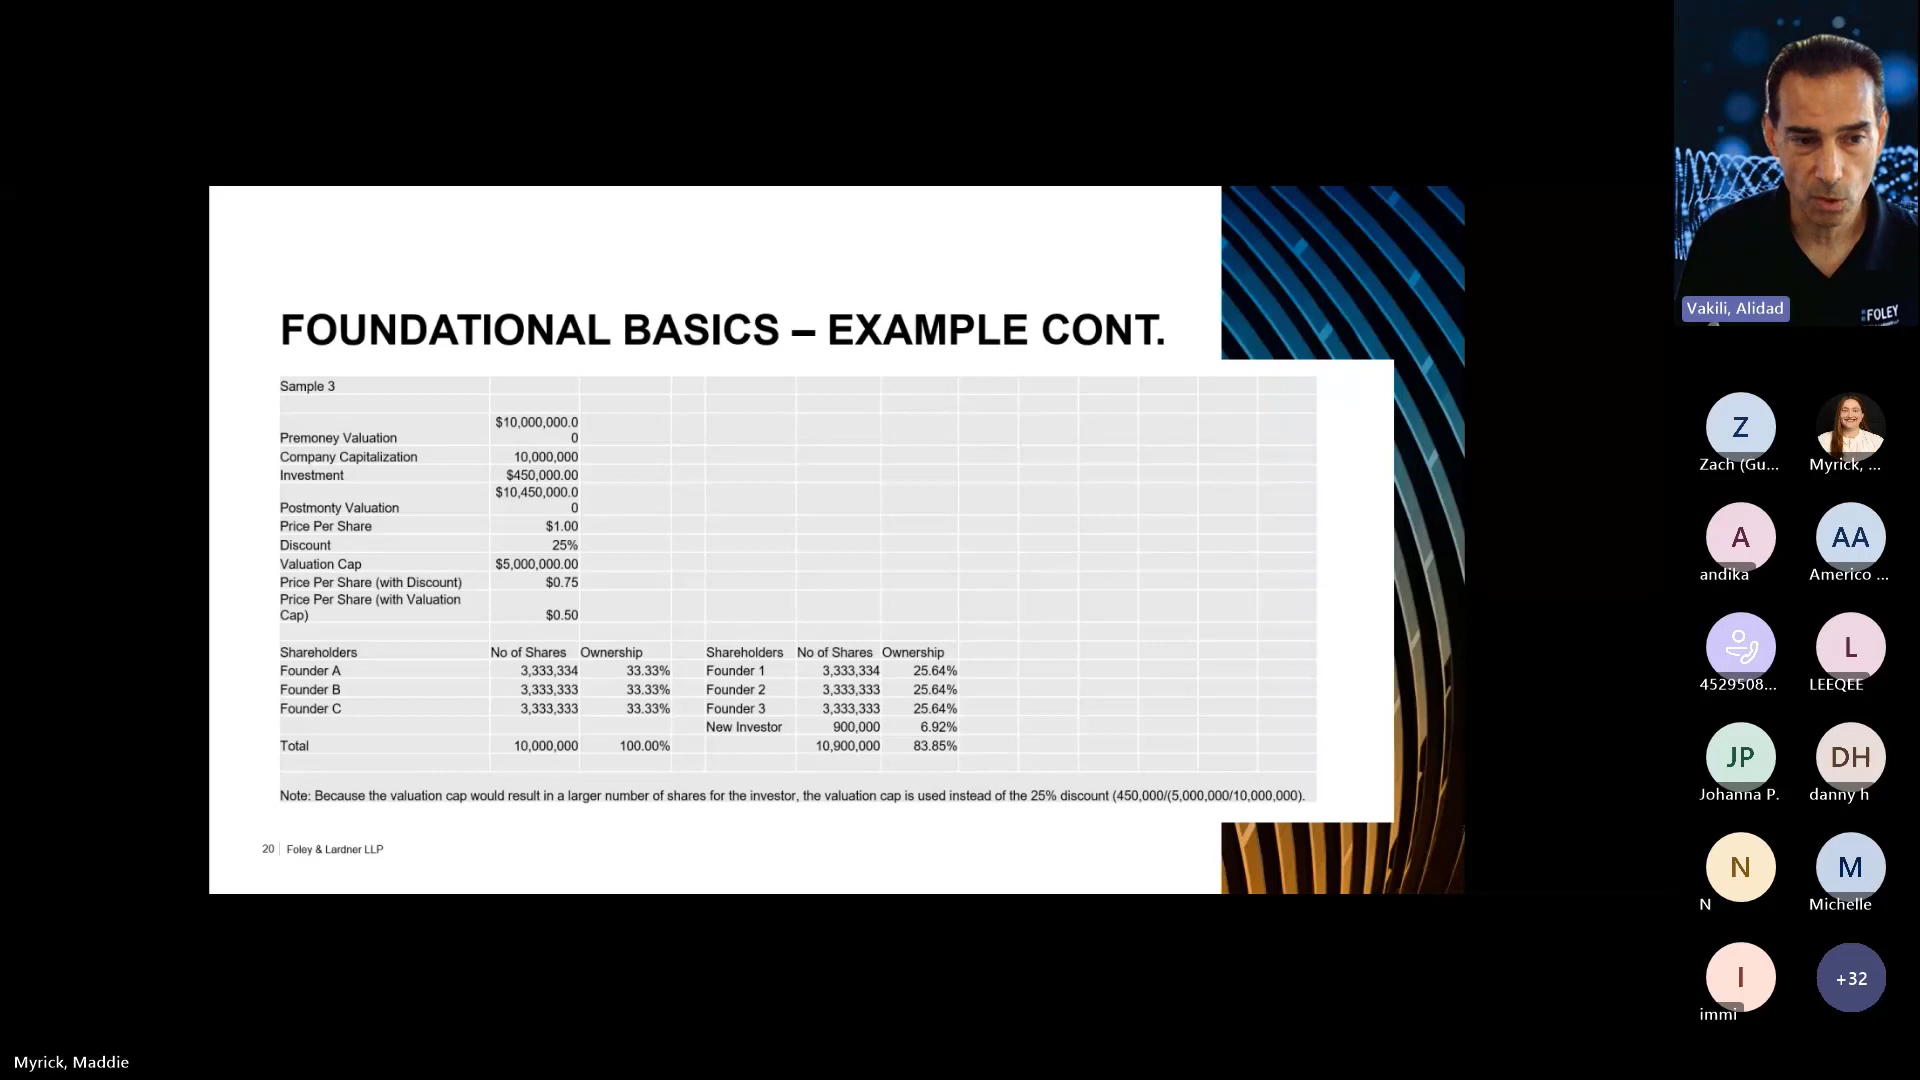 FOUNDATIONAL BASICS – EXAMPLE CONT.
Sample 3
$10,000,000.0
Premoney Valuation 0
Company Capitalization 10,000,000
Investment $450,000.00
$10,450,000.0
Postmonty Valuation 0
Price Per Share $1.00
Discount 25%
Valuation Cap $5,000,000.00
Price Per Share (with Discount) $0.75
Price Per Share (with Valuation
Cap) $0.50
Shareholders No of Shares Ownership Shareholders No of Shares Ownership
Founder A 3,333,334 33.33% Founder 1 3,333,334 25.64%
Founder B 3,333,333 33.33% Founder 2 3,333,333 25.64%
Founder C 3,333,333 33.33% Founder 3 3,333,333 25.64%
New Investor 900,000 6.92%
Total 10,000,000 100.00% 10,900,000 83.85%
Note: Because the valuation cap would result in a larger number of shares for the investor, the valuation cap is used instead of the 25% discount (450,000/(5,000,000/10,000,000).
20 Foley & Lardner LLP
Vakili, Alidad
FOLEY
Z
Zach (Gu...
Myrick, ...
A
andika
AA
Americo ...
4529508...
L
LEEQEE
JP
Johanna P.
DH
danny h
N
N
M
Michelle
I
immi
+32
Myrick, Maddie